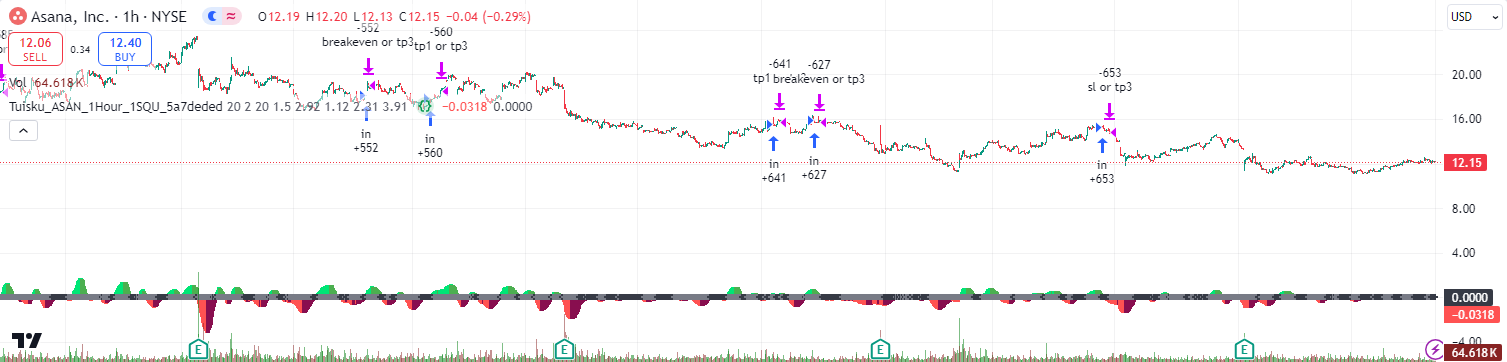 Asana, Inc. · 1h · NYSE O12.19 H12.20 L12.13 C12.15 −0.04 (−0.29%)
USD
12.06
SELL
0.34
12.40
BUY
Vol 64.618K
Tuisku_ASAN_1Hour_1SQU_5a7deded 20 2 20 1.5 2.92 1.12 2.31 3.91 −0.0318 0.0000
-552
breakeven or tp3
-560
tp1 or tp3
in
+552
in
+560
-641
tp1
-627
breakeven or tp3
in
+641
in
+627
-653
sl or tp3
in
+653
20.00
16.00
12.15
8.00
4.00
0.0000
−0.0318
−4.00
64.618K
E
E
E
E